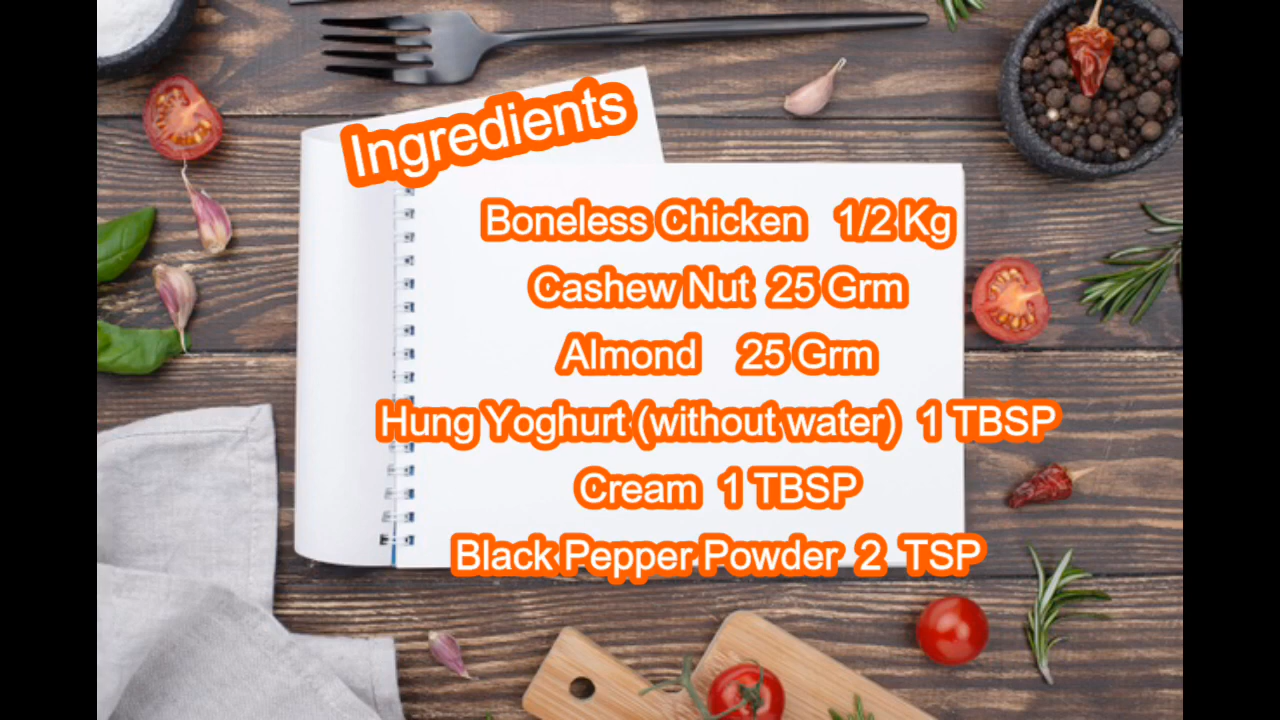 Ingredients
Boneless Chicken 1/2 Kg
Cashew Nut 25 Grm
Almond 25 Grm
Hung Yoghurt (without water) 1 TBSP
Cream 1 TBSP
Black Pepper Powder 2 TSP